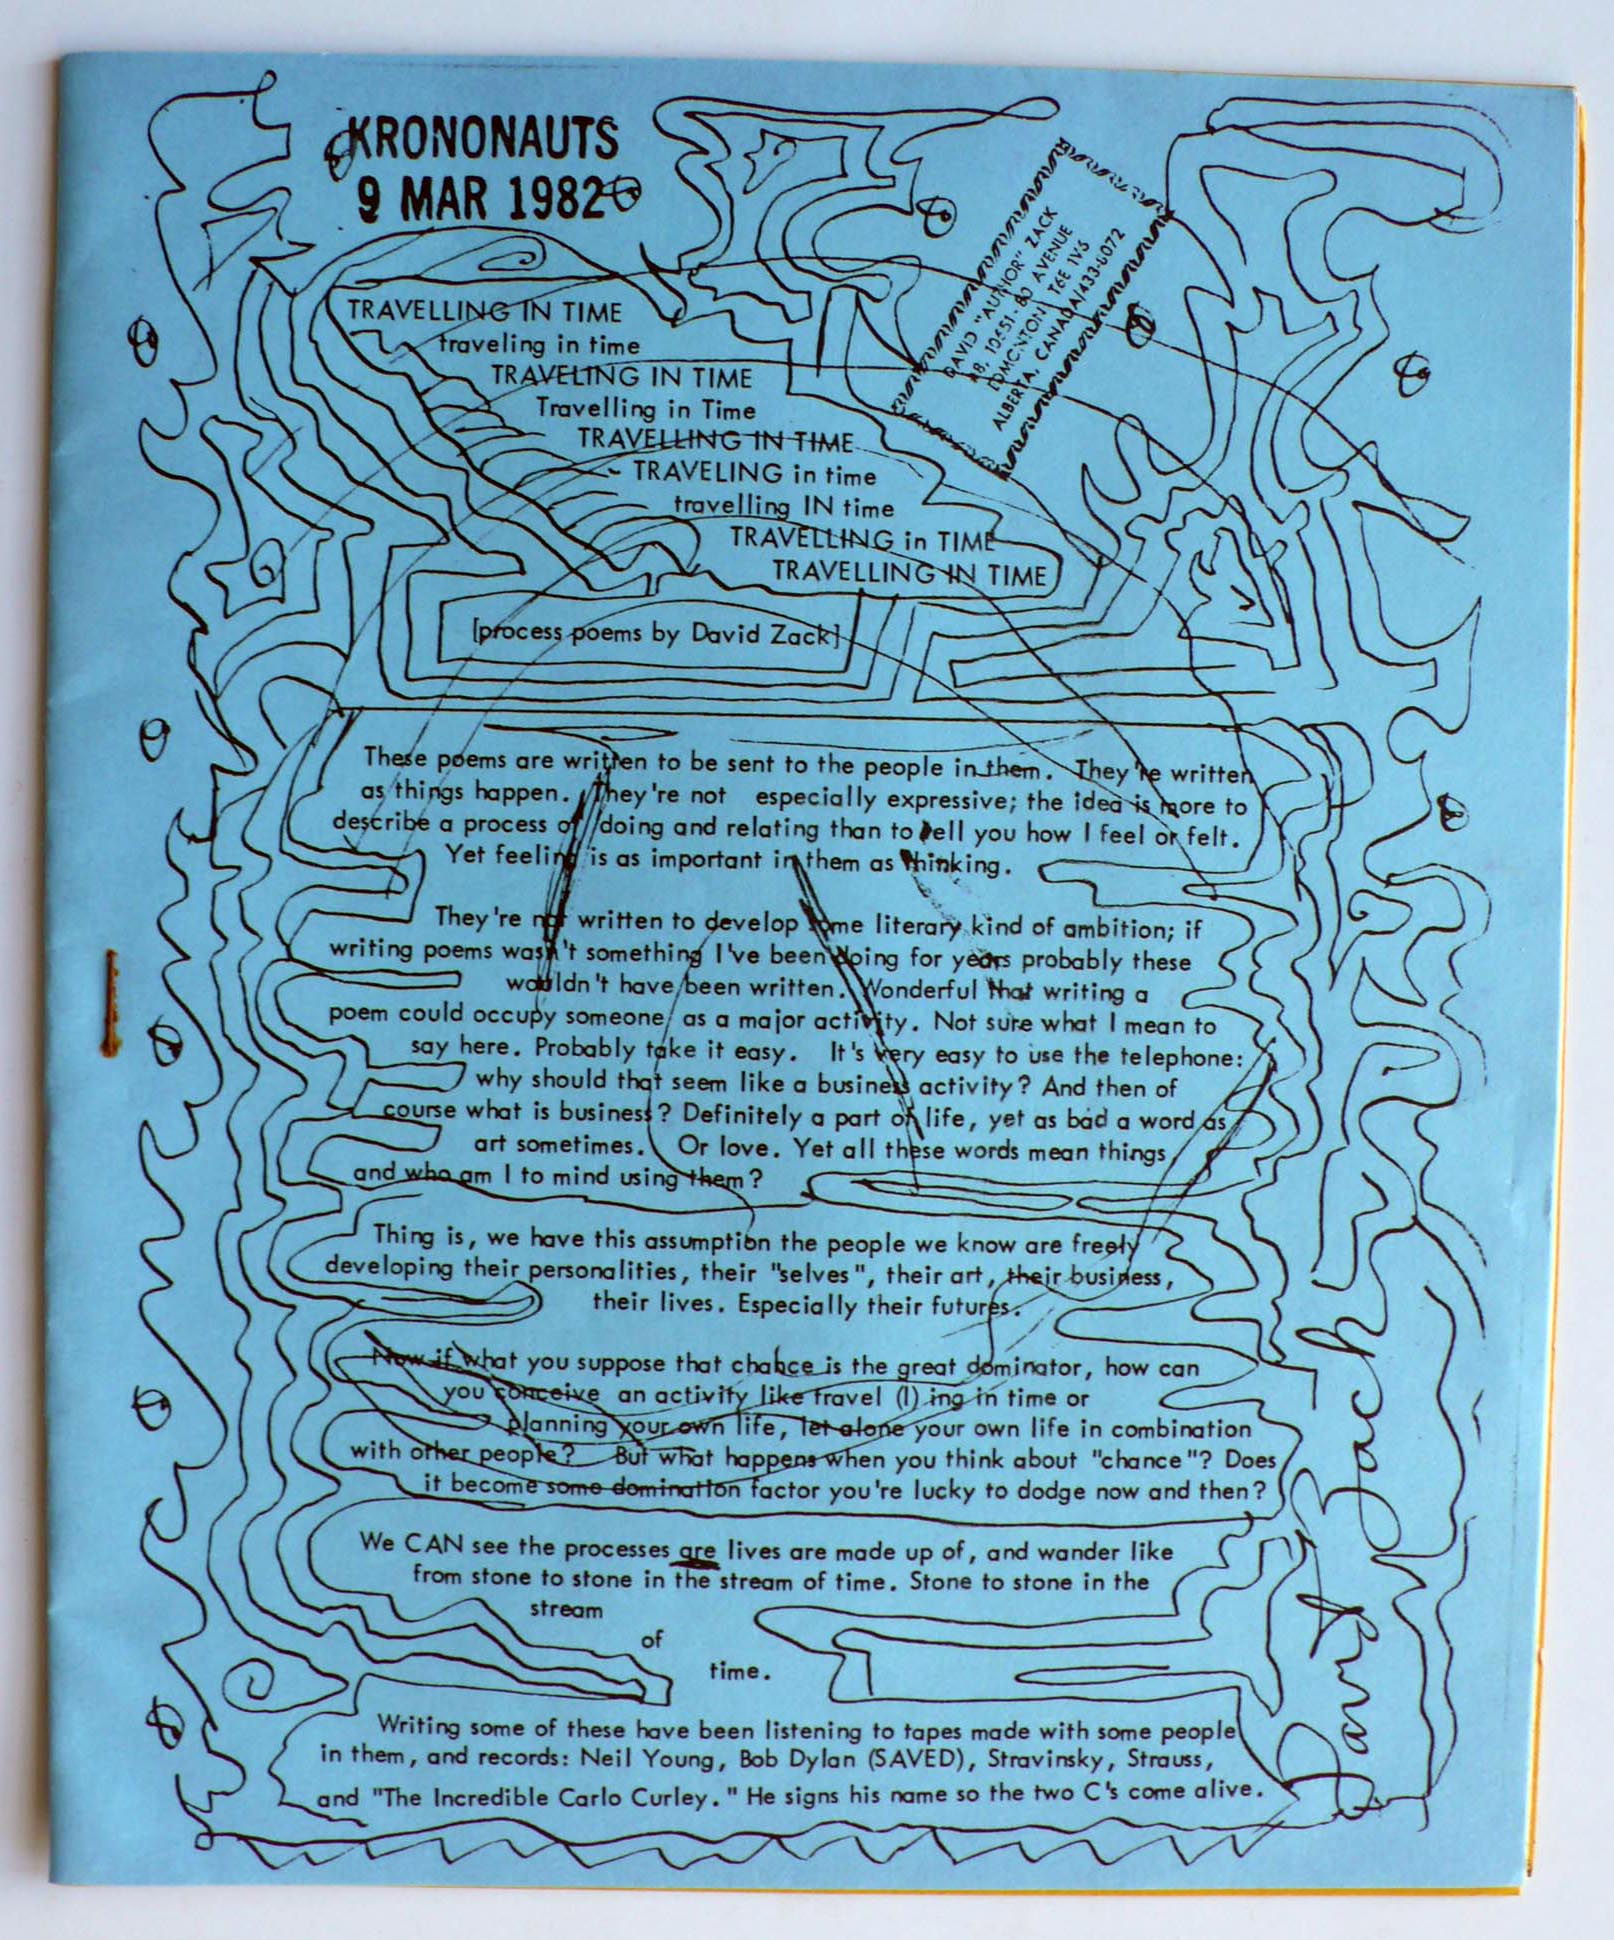 KRONONAUTS
9 MAR 1982
DAVID "AUTHOR" ZACK
AB, 10651-80 AVENUE
EDMONTON T6E 1V5
ALBERTA, CANADA/433-6072
TRAVELLING IN TIME
traveling in time
TRAVELING IN TIME
Travelling in Time
TRAVELLING IN TIME
TRAVELING in time
travelling IN time
TRAVELLING in TIME
TRAVELLING IN TIME
[process poems by David Zack]
These poems are written to be sent to the people in them. They're written
as things happen. They're not especially expressive; the idea is more to
describe a process of doing and relating than to tell you how I feel or felt.
Yet feeling is as important in them as thinking.
They're not written to develop some literary kind of ambition; if
writing poems wasn't something I've been doing for years probably these
wouldn't have been written. Wonderful that writing a
poem could occupy someone as a major activity. Not sure what I mean to
say here. Probably take it easy. It's very easy to use the telephone:
why should that seem like a business activity? And then of
course what is business? Definitely a part of life, yet as bad a word as
art sometimes. Or love. Yet all these words mean things
and who am I to mind using them?
Thing is, we have this assumption the people we know are freely
developing their personalities, their "selves", their art, their business,
their lives. Especially their futures.
Now if what you suppose that chance is the great dominator, how can
you conceive an activity like travel (l) ing in time or
planning your own life, let alone your own life in combination
with other people? But what happens when you think about "chance"? Does
it become some domination factor you're lucky to dodge now and then?
We CAN see the processes are lives are made up of, and wander like
from stone to stone in the stream of time. Stone to stone in the
stream
of
time.
Writing some of these have been listening to tapes made with some people
in them, and records: Neil Young, Bob Dylan (SAVED), Stravinsky, Strauss,
and "The Incredible Carlo Curley." He signs his name so the two C's come alive.
David Zack